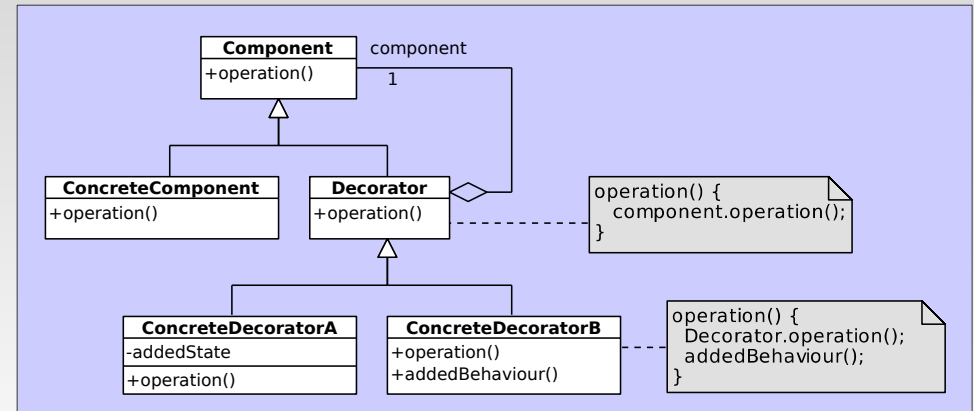 Component
+operation()
component
1
ConcreteComponent
+operation()
Decorator
+operation()
operation() {
component.operation();
}
ConcreteDecoratorA
-addedState
+operation()
ConcreteDecoratorB
+operation()
+addedBehaviour()
operation() {
Decorator.operation();
addedBehaviour();
}